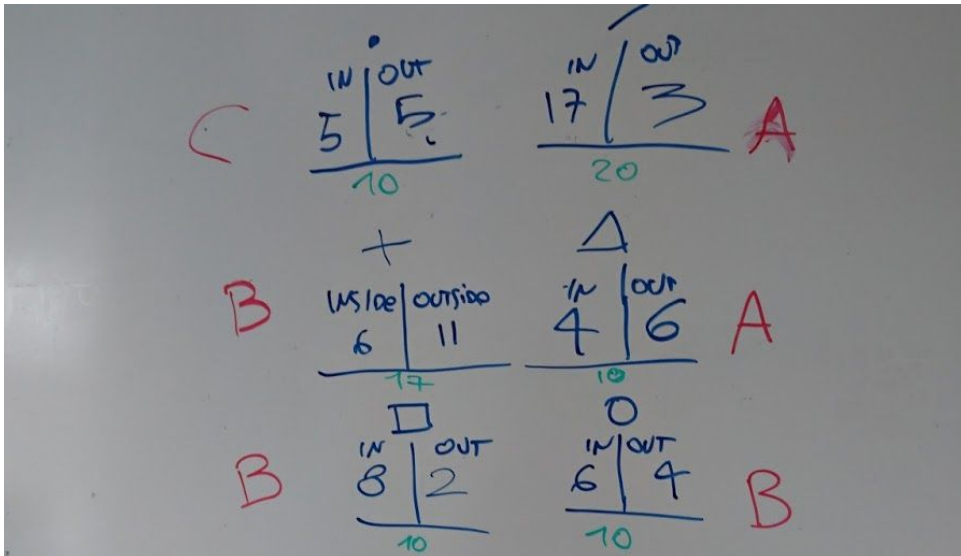 IN OUT IN OUT
C 5 5 17 3 A
10 20
+ Δ
INSIDE OUTSIDE IN OUT
B 6 11 4 6 A
17 10
□ ○
IN OUT IN OUT
B 8 2 6 4 B
10 10